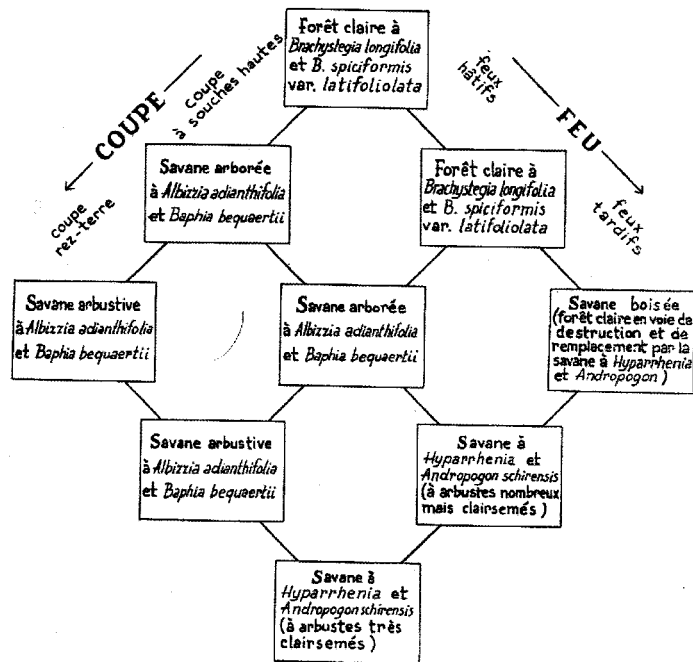 Forêt claire à
Brachystegia longifolia
et B. spiciformis
var. latifoliolata
COUPE
coupe
à souches hautes
coupe
rez-terre
feux
hâtifs
FEU
feux
tardifs
Savane arborée
à Albizzia adianthifolia
et Baphia bequaertii
Forêt claire à
Brachystegia longifolia
et B. spiciformis
var. latifoliolata
Savane arbustive
à Albizzia adianthifolia
et Baphia bequaertii
Savane arborée
à Albizzia adianthifolia
et Baphia bequaertii
Savane boisée
(forêt claire en voie de
destruction et de
remplacement par la
savane à Hyparrhenia
et Andropogon)
Savane arbustive
à Albizzia adianthifolia
et Baphia bequaertii
Savane à
Hyparrhenia et
Andropogon schirensis
(à arbustes nombreux
mais clairsemés)
Savane à
Hyparrhenia et
Andropogon schirensis
(à arbustes très
clairsemés)